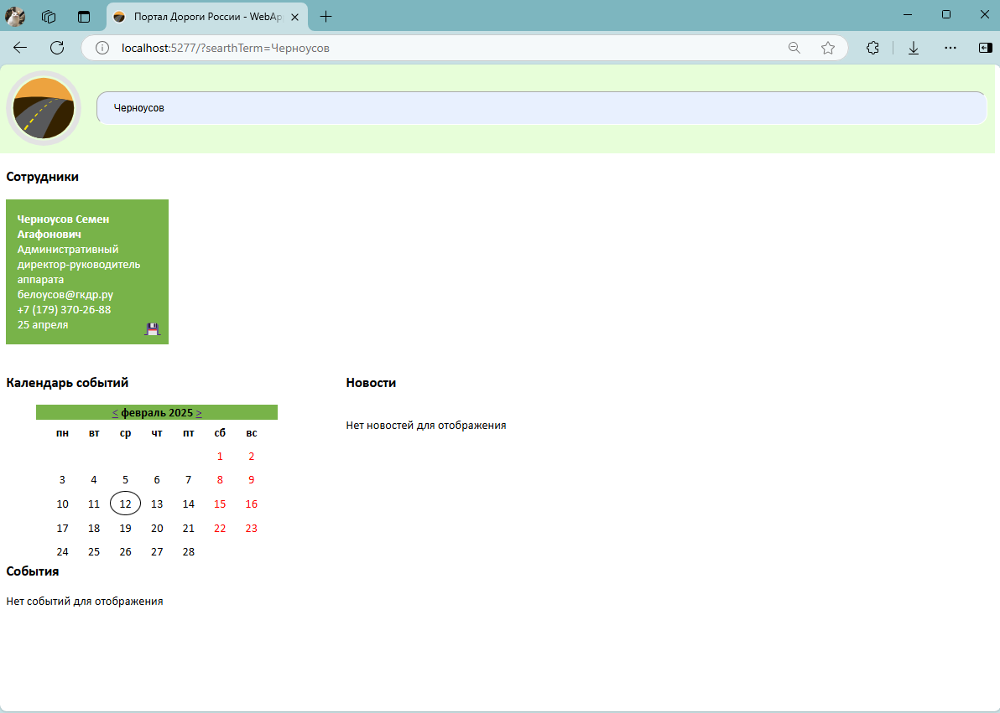 Портал Дороги России - WebAp
localhost:5277/?searthTerm=Черноусов
Черноусов
Сотрудники
Черноусов Семен
Агафонович
Административный
директор-руководитель
аппарата
белоусов@гкдр.ру
+7 (179) 370-26-88
25 апреля
Календарь событий
< февраль 2025 >
пн вт ср чт пт сб вс
1 2
3 4 5 6 7 8 9
10 11 12 13 14 15 16
17 18 19 20 21 22 23
24 25 26 27 28
События
Нет событий для отображения
Новости
Нет новостей для отображения